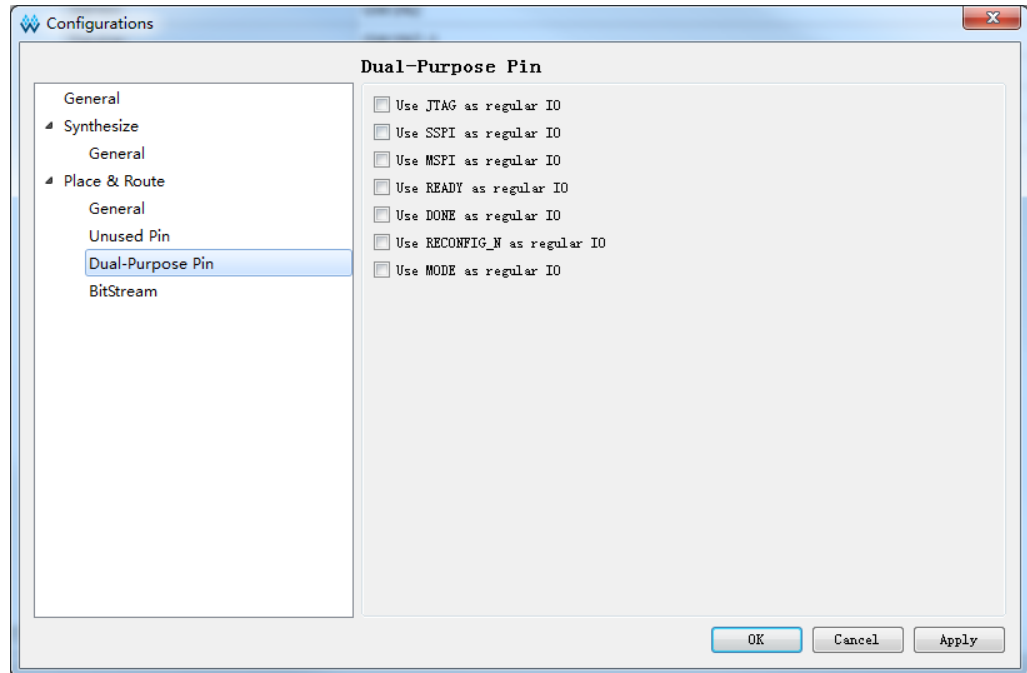 Configurations
Dual-Purpose Pin
General
Synthesize
General
Place & Route
General
Unused Pin
Dual-Purpose Pin
BitStream
Use JTAG as regular IO
Use SSPI as regular IO
Use MSPI as regular IO
Use READY as regular IO
Use DONE as regular IO
Use RECONFIG_N as regular IO
Use MODE as regular IO
OK
Cancel
Apply